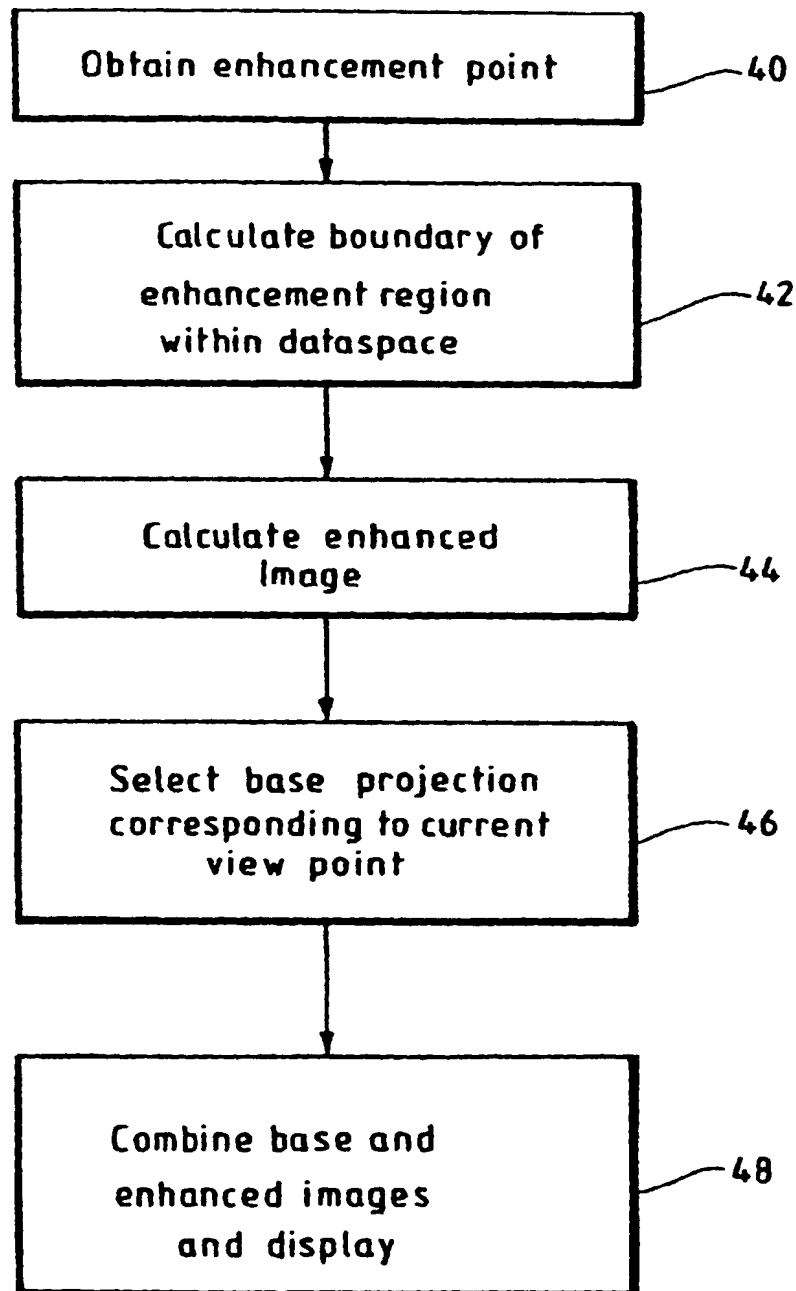 Obtain enhancement point
40
Calculate boundary of
enhancement region
within dataspace
42
Calculate enhanced
Image
44
Select base projection
corresponding to current
view point
46
Combine base and
enhanced images
and display
48